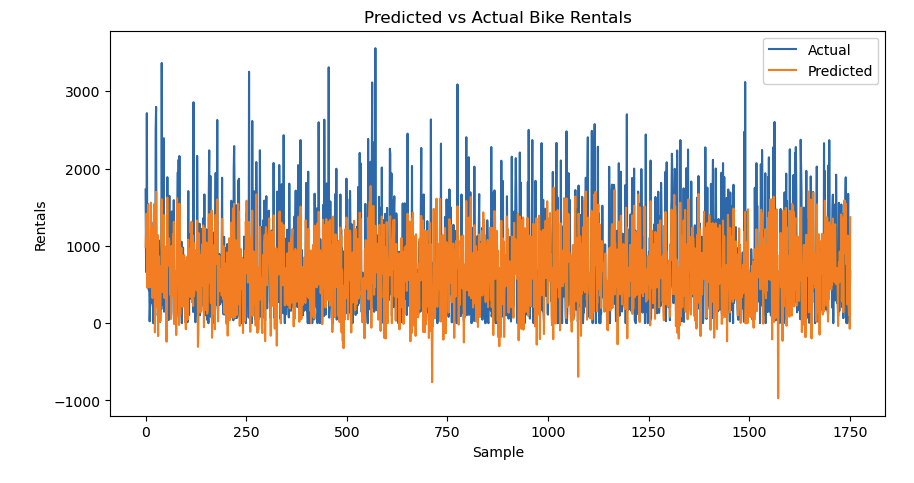 Predicted vs Actual Bike Rentals
Actual
Predicted
3000
2000
1000
0
−1000
Rentals
0 250 500 750 1000 1250 1500 1750
Sample